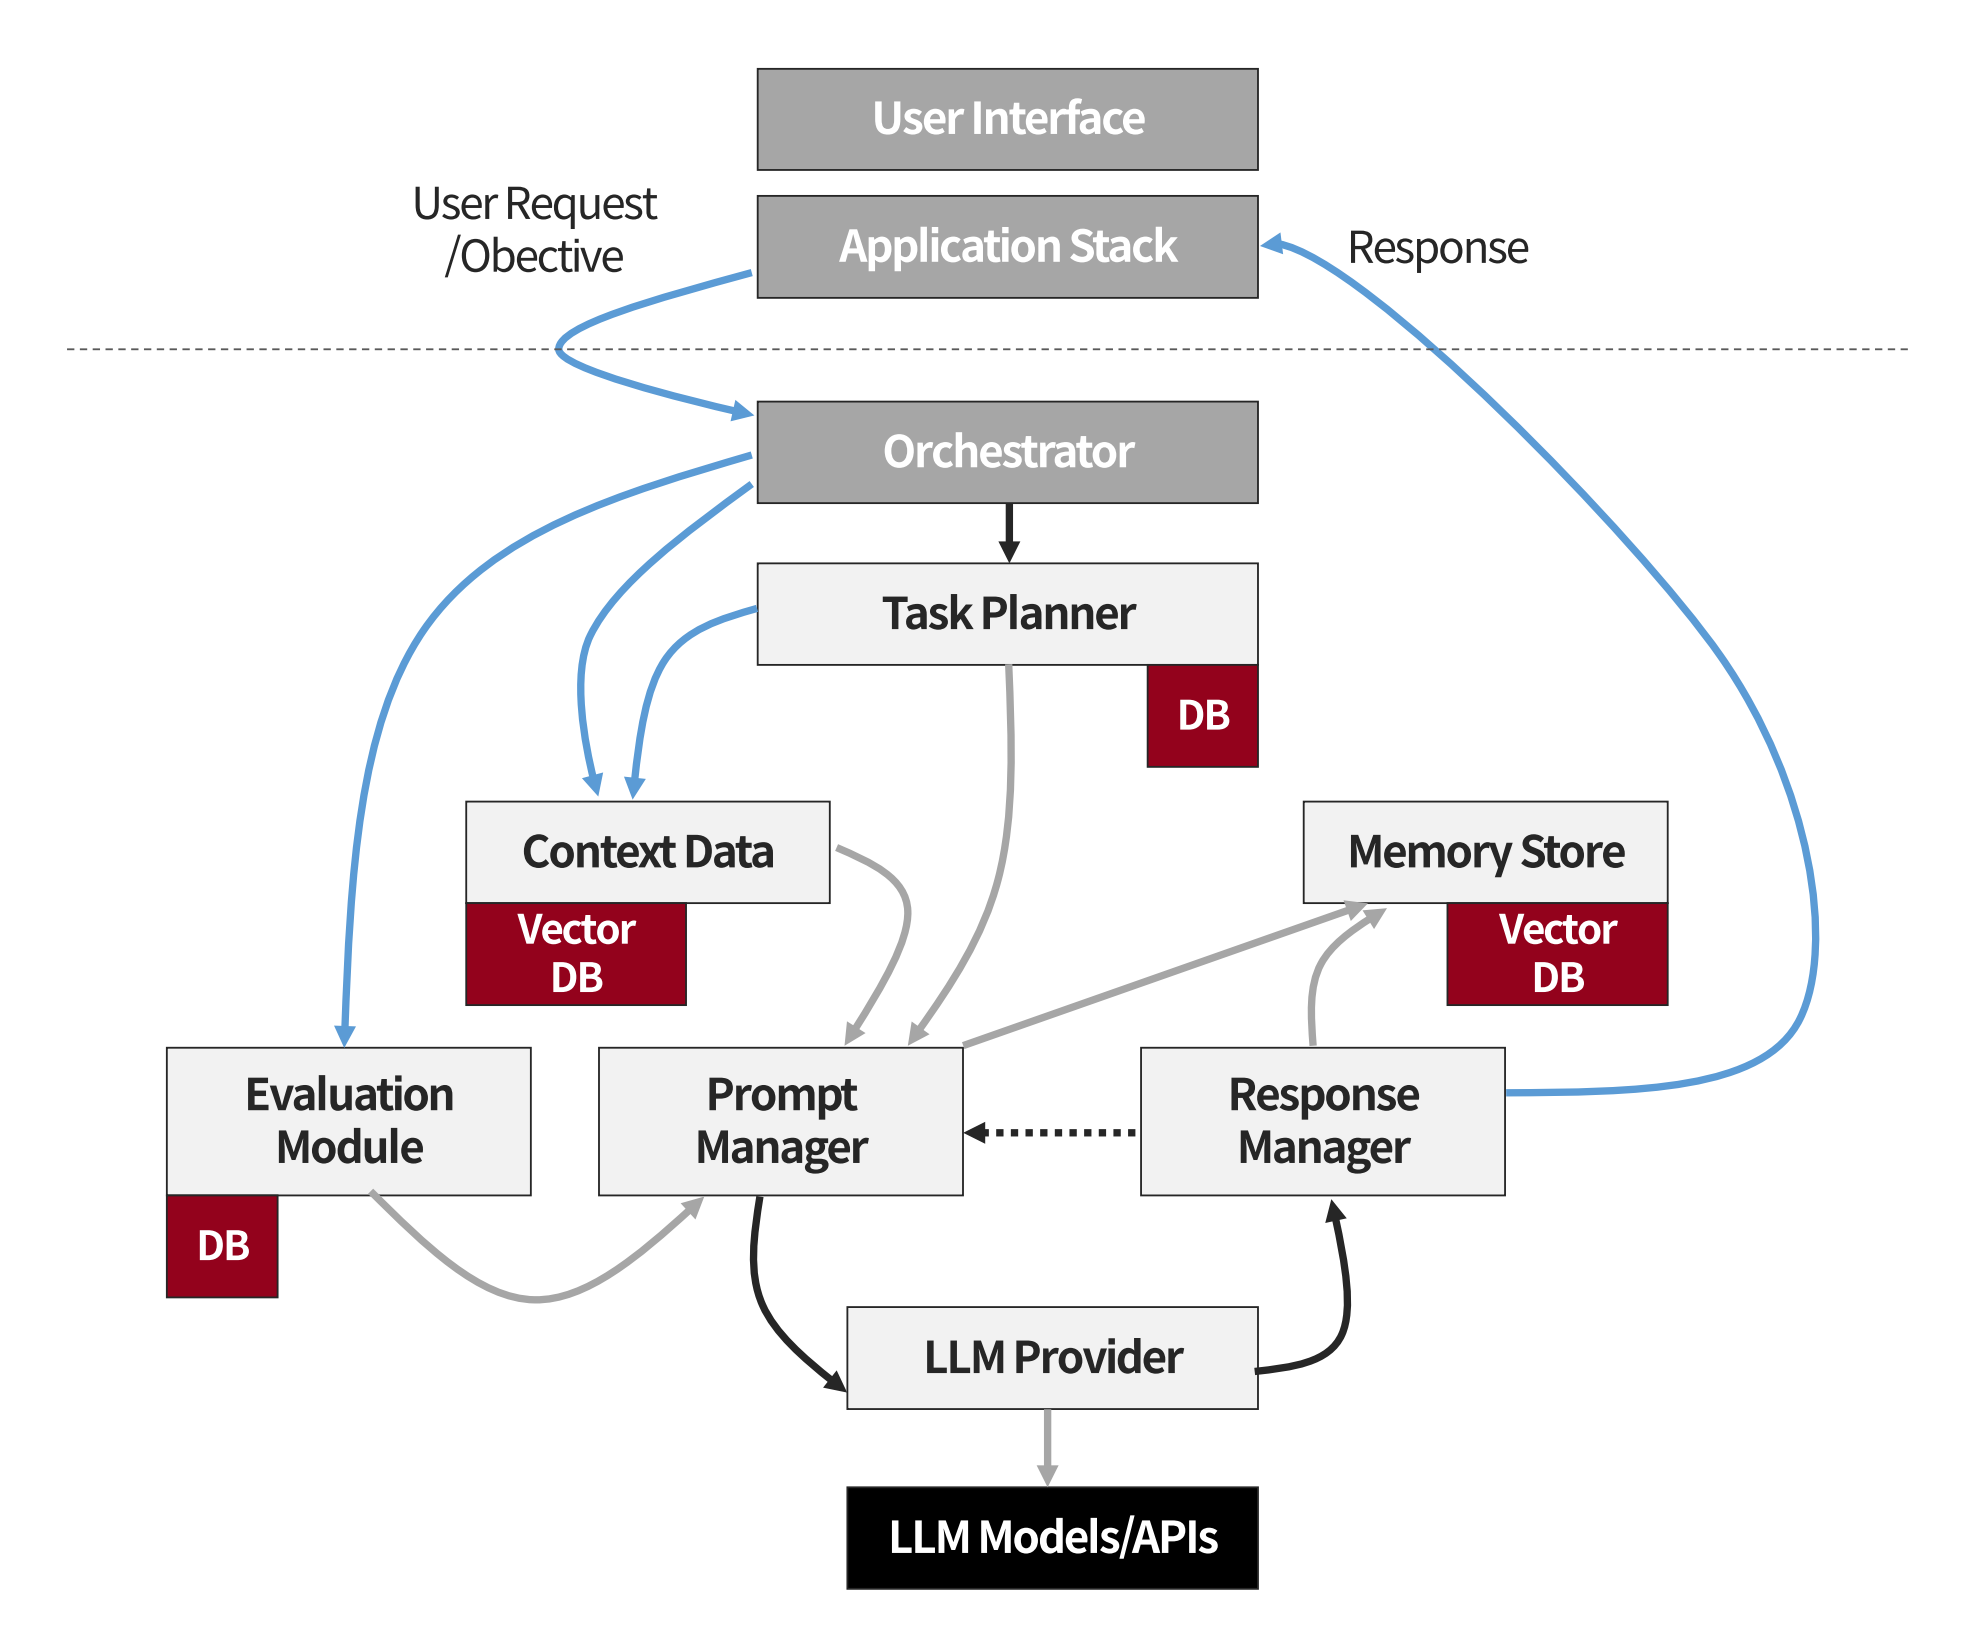 User Interface
User Request
/Obective
Application Stack
Response
Orchestrator
Task Planner
DB
Context Data
Memory Store
Vector
DB
Vector
DB
Evaluation
Module
Prompt
Manager
Response
Manager
DB
LLM Provider
LLM Models/APIs